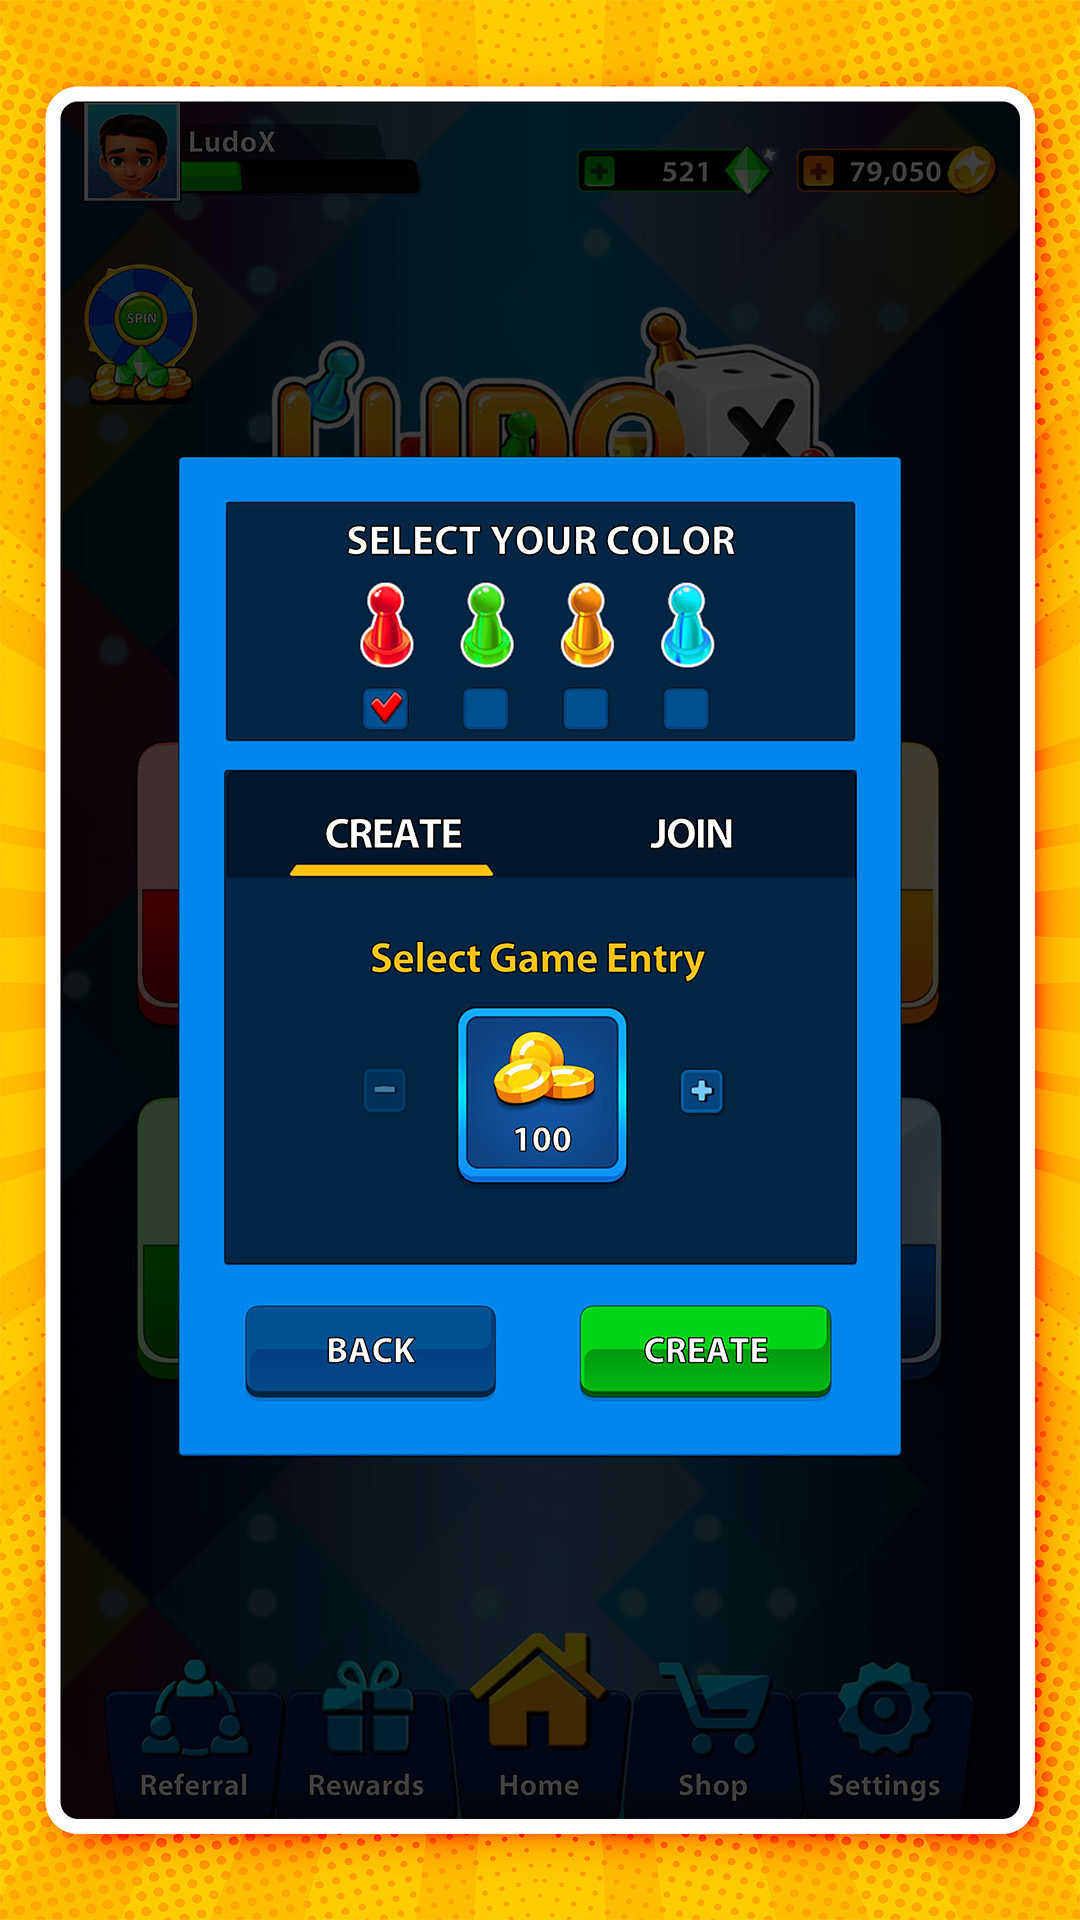 LudoX
521
79,050
SPIN
LUDO X
SELECT YOUR COLOR
CREATE
JOIN
Select Game Entry
100
BACK
CREATE
Referral
Rewards
Home
Shop
Settings